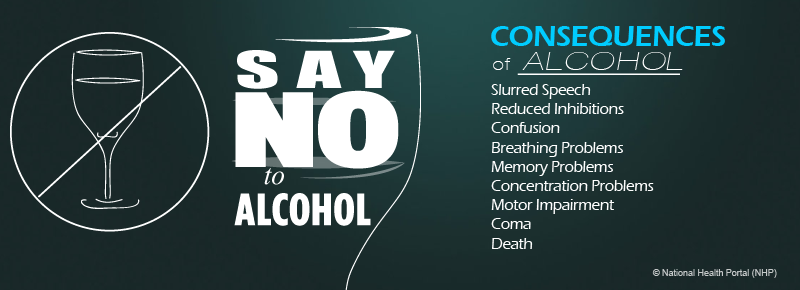 SAY
NO
to
ALCOHOL
CONSEQUENCES
of ALCOHOL
Slurred Speech
Reduced Inhibitions
Confusion
Breathing Problems
Memory Problems
Concentration Problems
Motor Impairment
Coma
Death
© National Health Portal (NHP)